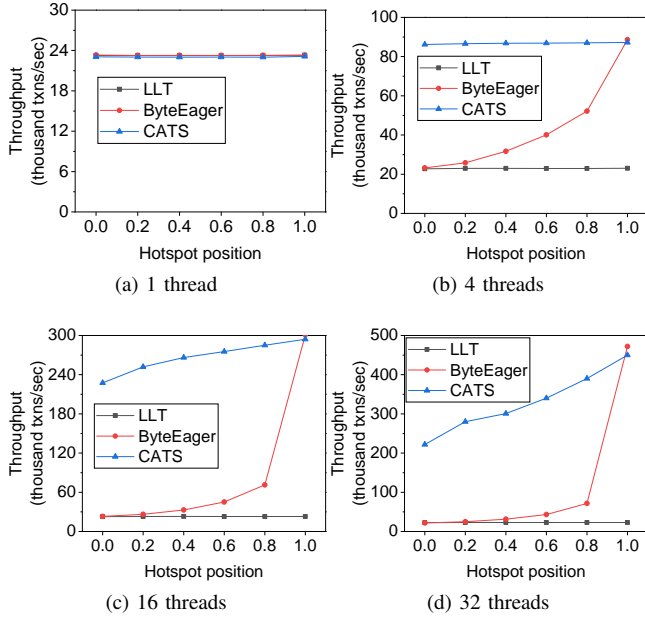 30
24
18
12
6
0
Throughput
(thousand txns/sec)
LLT
ByteEager
CATS
0.0 0.2 0.4 0.6 0.8 1.0
Hotspot position
(a) 1 thread
100
80
60
40
20
0
Throughput
(thousand txns/sec)
LLT
ByteEager
CATS
0.0 0.2 0.4 0.6 0.8 1.0
Hotspot position
(b) 4 threads
300
240
180
120
60
0
Throughput
(thousand txns/sec)
LLT
ByteEager
CATS
0.0 0.2 0.4 0.6 0.8 1.0
Hotspot position
(c) 16 threads
500
400
300
200
100
0
Throughput
(thousand txns/sec)
LLT
ByteEager
CATS
0.0 0.2 0.4 0.6 0.8 1.0
Hotspot position
(d) 32 threads